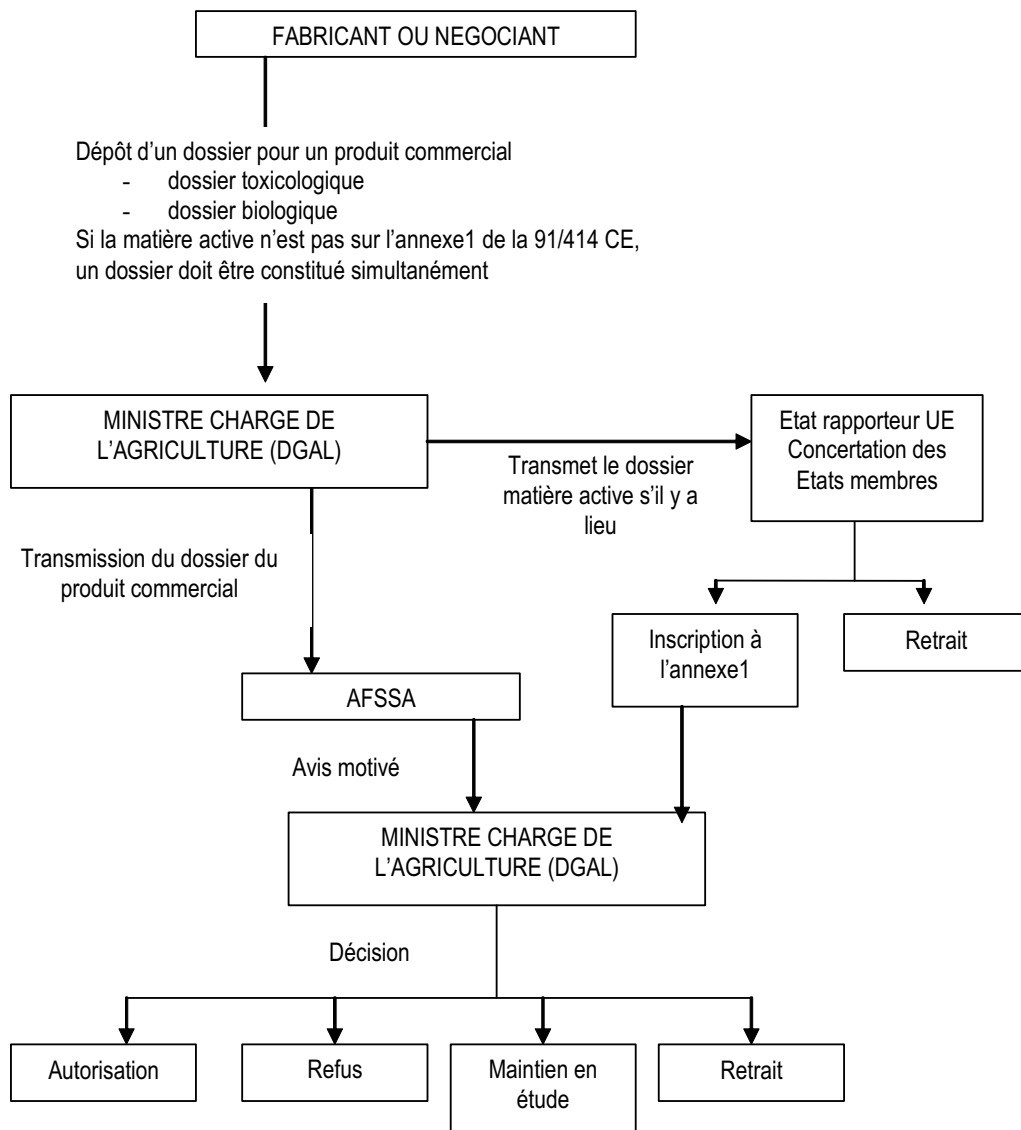 FABRICANT OU NEGOCIANT
Dépôt d’un dossier pour un produit commercial
- dossier toxicologique
- dossier biologique
Si la matière active n’est pas sur l’annexe1 de la 91/414 CE,
un dossier doit être constitué simultanément
MINISTRE CHARGE DE
L’AGRICULTURE (DGAL)
Transmet le dossier
matière active s’il y a
lieu
Etat rapporteur UE
Concertation des
Etats membres
Transmission du dossier du
produit commercial
Inscription à
l’annexe1
Retrait
AFSSA
Avis motivé
MINISTRE CHARGE DE
L’AGRICULTURE (DGAL)
Décision
Autorisation
Refus
Maintien en
étude
Retrait